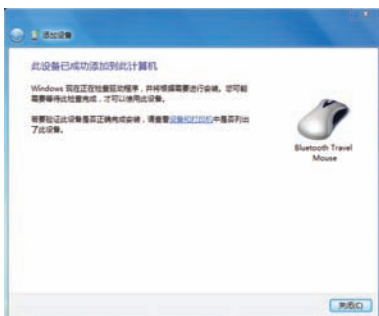 添加设备
此设备已成功添加到此计算机
Windows 现在正在检查驱动程序，并将根据需要进行安装。您可能
需要等待此检查完成，才可以使用此设备。
若要验证此设备是否正确完成安装，请查看设备和打印机中是否列出
了此设备。
Bluetooth Travel
Mouse
关闭(C)